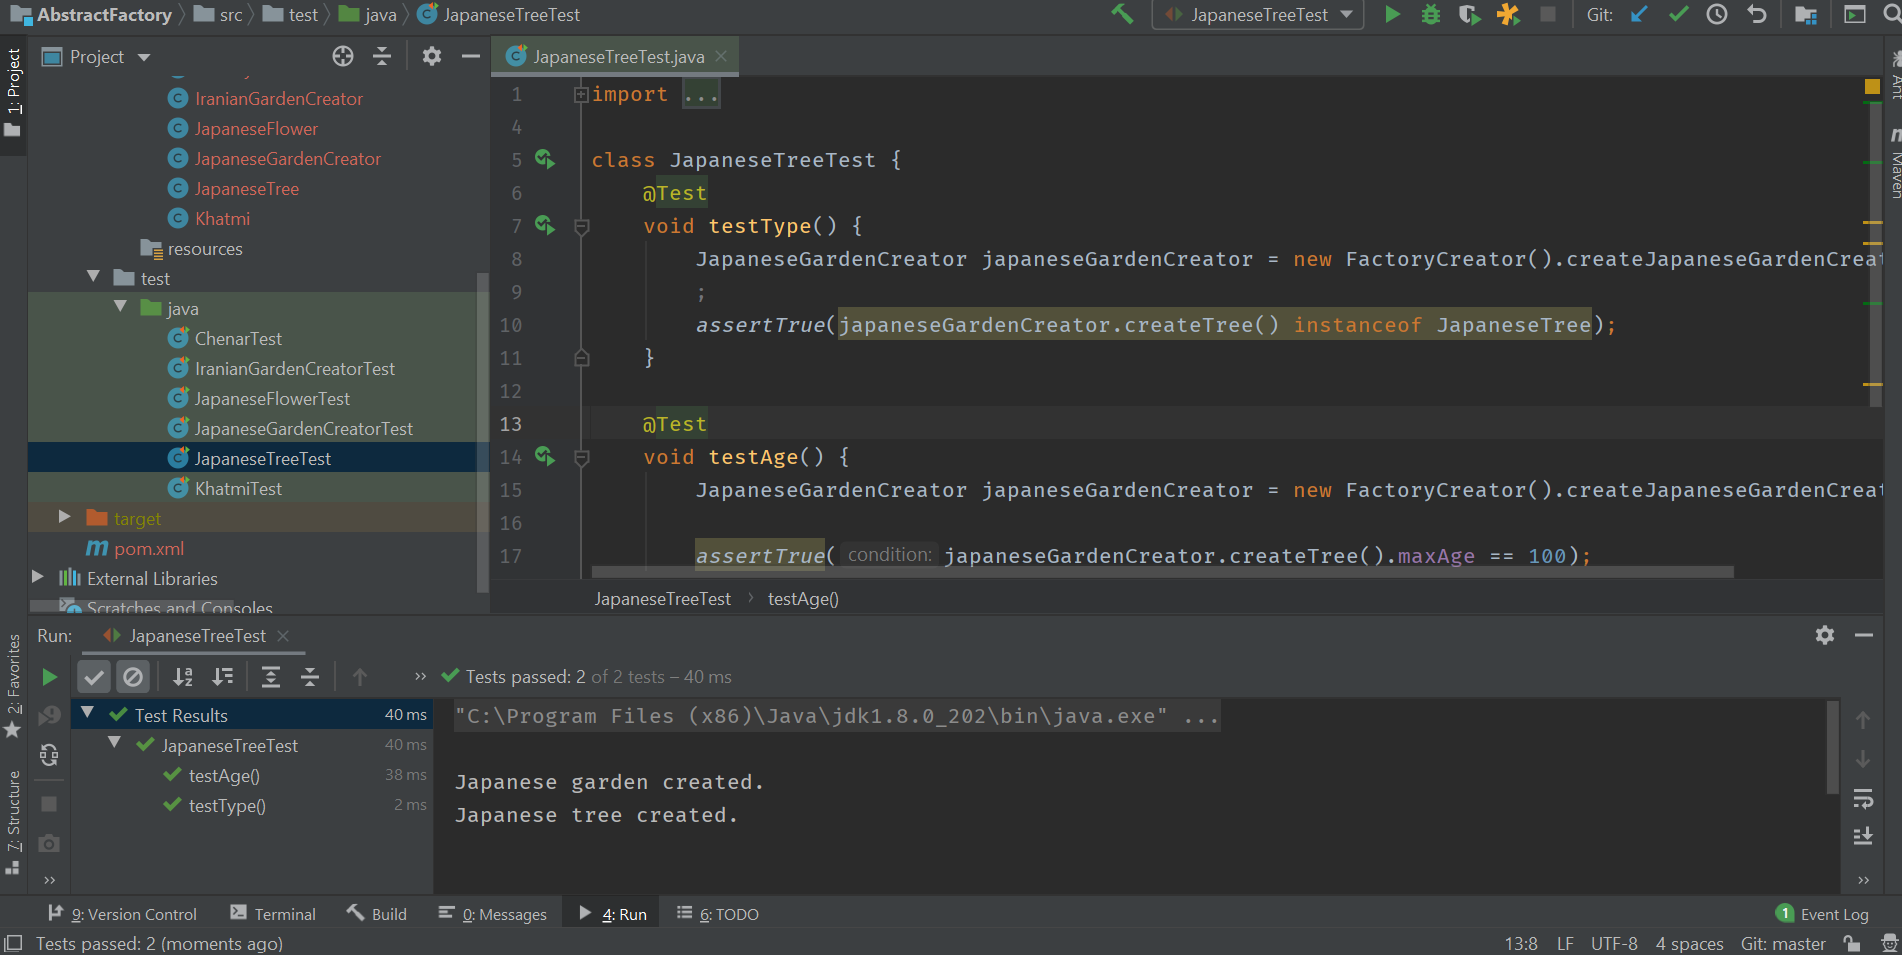 AbstractFactory src test java JapaneseTreeTest
JapaneseTreeTest Git:
1: Project
Project
IranianGardenCreator
JapaneseFlower
JapaneseGardenCreator
JapaneseTree
Khatmi
resources
test
java
ChenarTest
IranianGardenCreatorTest
JapaneseFlowerTest
JapaneseGardenCreatorTest
JapaneseTreeTest
KhatmiTest
target
pom.xml
External Libraries
Scratches and Consoles
JapaneseTreeTest.java
1 import ...
4
5 class JapaneseTreeTest {
6 @Test
7 void testType() {
8 JapaneseGardenCreator japaneseGardenCreator = new FactoryCreator().createJapaneseGardenCreat
9 ;
10 assertTrue(japaneseGardenCreator.createTree() instanceof JapaneseTree);
11 }
12
13 @Test
14 void testAge() {
15 JapaneseGardenCreator japaneseGardenCreator = new FactoryCreator().createJapaneseGardenCreat
16
17 assertTrue( condition: japaneseGardenCreator.createTree().maxAge == 100);
JapaneseTreeTest > testAge()
Ant
Maven
2: Favorites
7: Structure
Run: JapaneseTreeTest
Tests passed: 2 of 2 tests – 40 ms
Test Results 40 ms
JapaneseTreeTest 40 ms
testAge() 38 ms
testType() 2 ms
"C:\Program Files (x86)\Java\jdk1.8.0_202\bin\java.exe" ...
Japanese garden created.
Japanese tree created.
9: Version Control Terminal Build 0: Messages 4: Run 6: TODO 1 Event Log
Tests passed: 2 (moments ago) 13:8 LF UTF-8 4 spaces Git: master